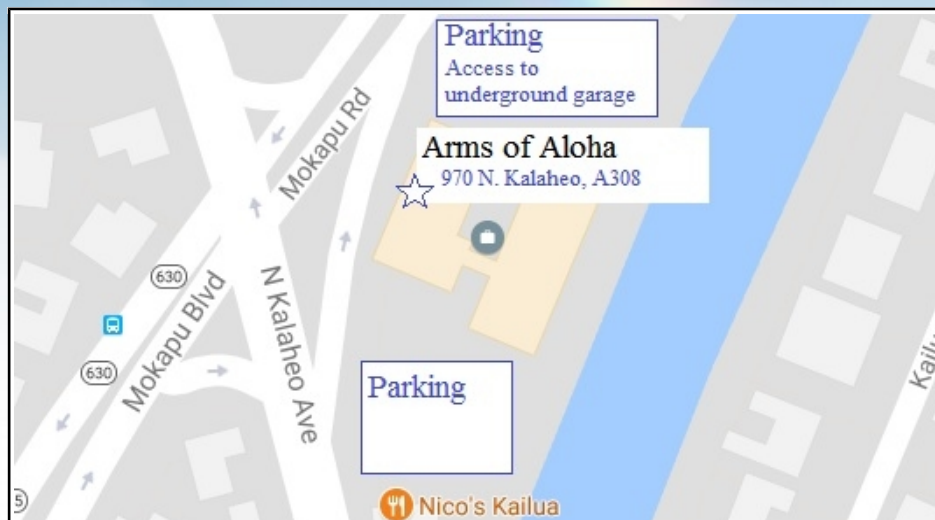 Parking
Access to
underground garage
Mokapu Rd
Arms of Aloha
970 N. Kalaheo, A308
630
N Kalaheo Ave
Mokapu Blvd
630
Parking
Nico's Kailua